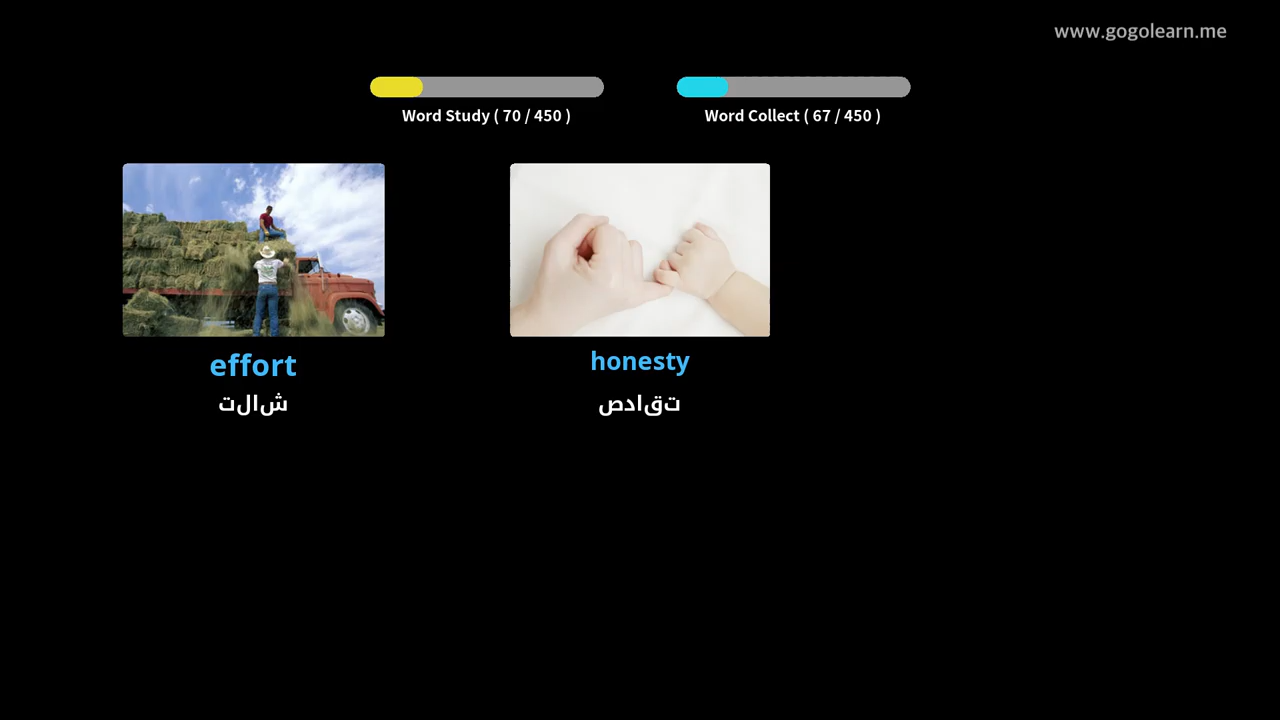 www.gogolearn.me
Word Study ( 70 / 450 )
Word Collect ( 67 / 450 )
effort
شالت
honesty
تقادص